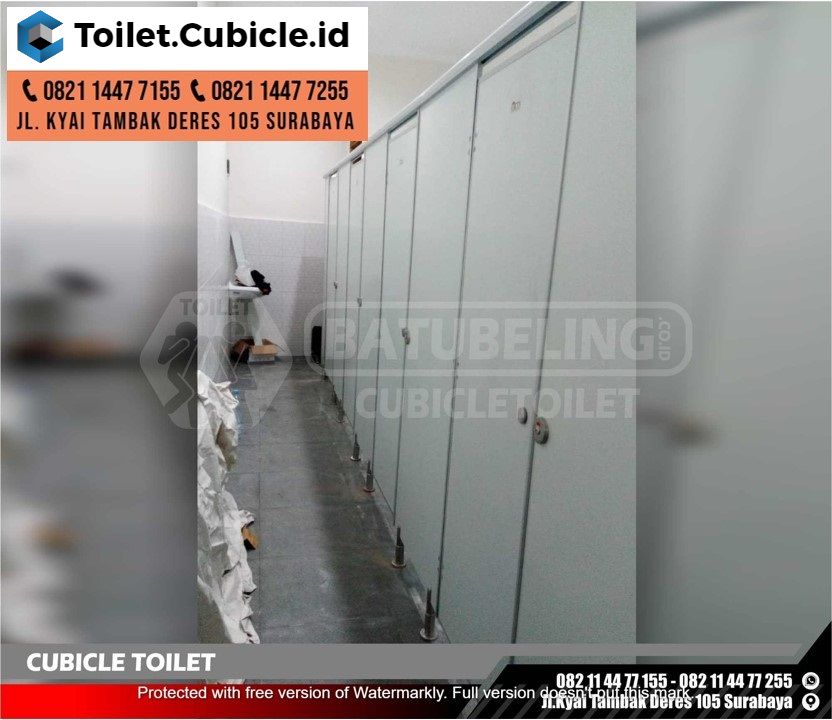 Toilet.Cubicle.id
0821 1447 7155 0821 1447 7255
JL. KYAI TAMBAK DERES 105 SURABAYA
TOILET
BATUBELING
.co.id
CUBICLETOILET
CUBICLE TOILET
082 11 44 77 155 - 082 11 44 77 255
Protected with free version of Watermarkly. Full version doesn't put this mark.
Jl.Kyai Tambak Deres 105 Surabaya